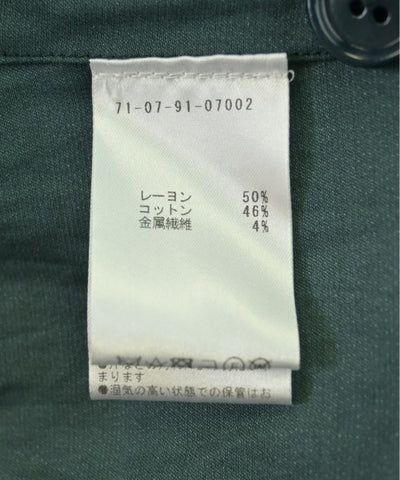 71-07-91-07002
レーヨン 50%
コットン 46%
金属繊維 4%
まります
●湿気の高い状態での保管はお